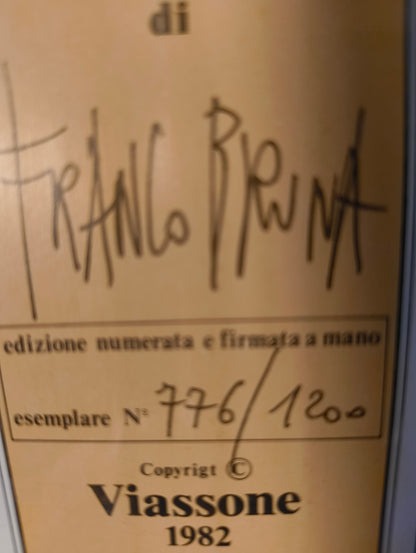 di
FRANCO BRUNA
edizione numerata e firmata a mano
esemplare N° 776/1200
Copyrigt ©
Viassone
1982